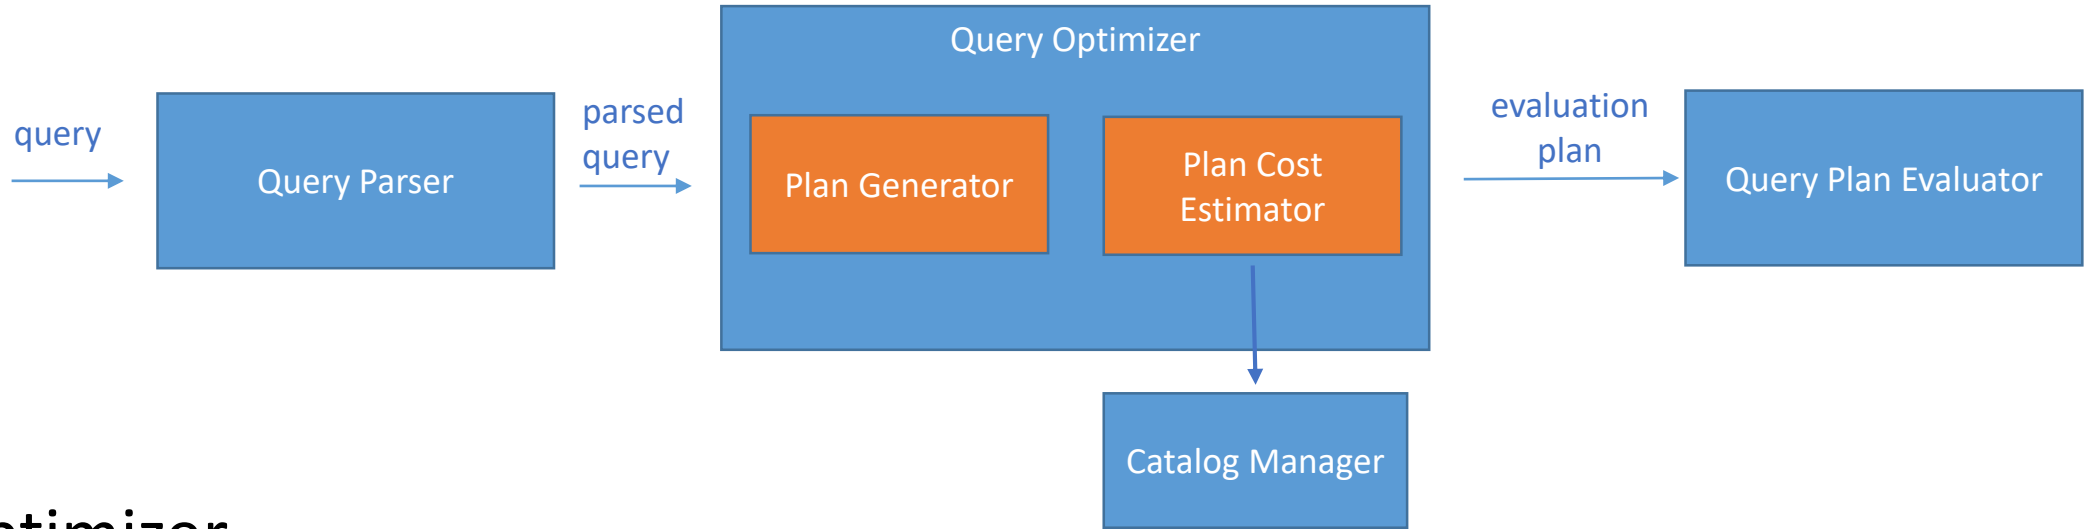 query
Query Parser
parsed
query
Query Optimizer
Plan Generator
Plan Cost
Estimator
evaluation
plan
Query Plan Evaluator
Catalog Manager